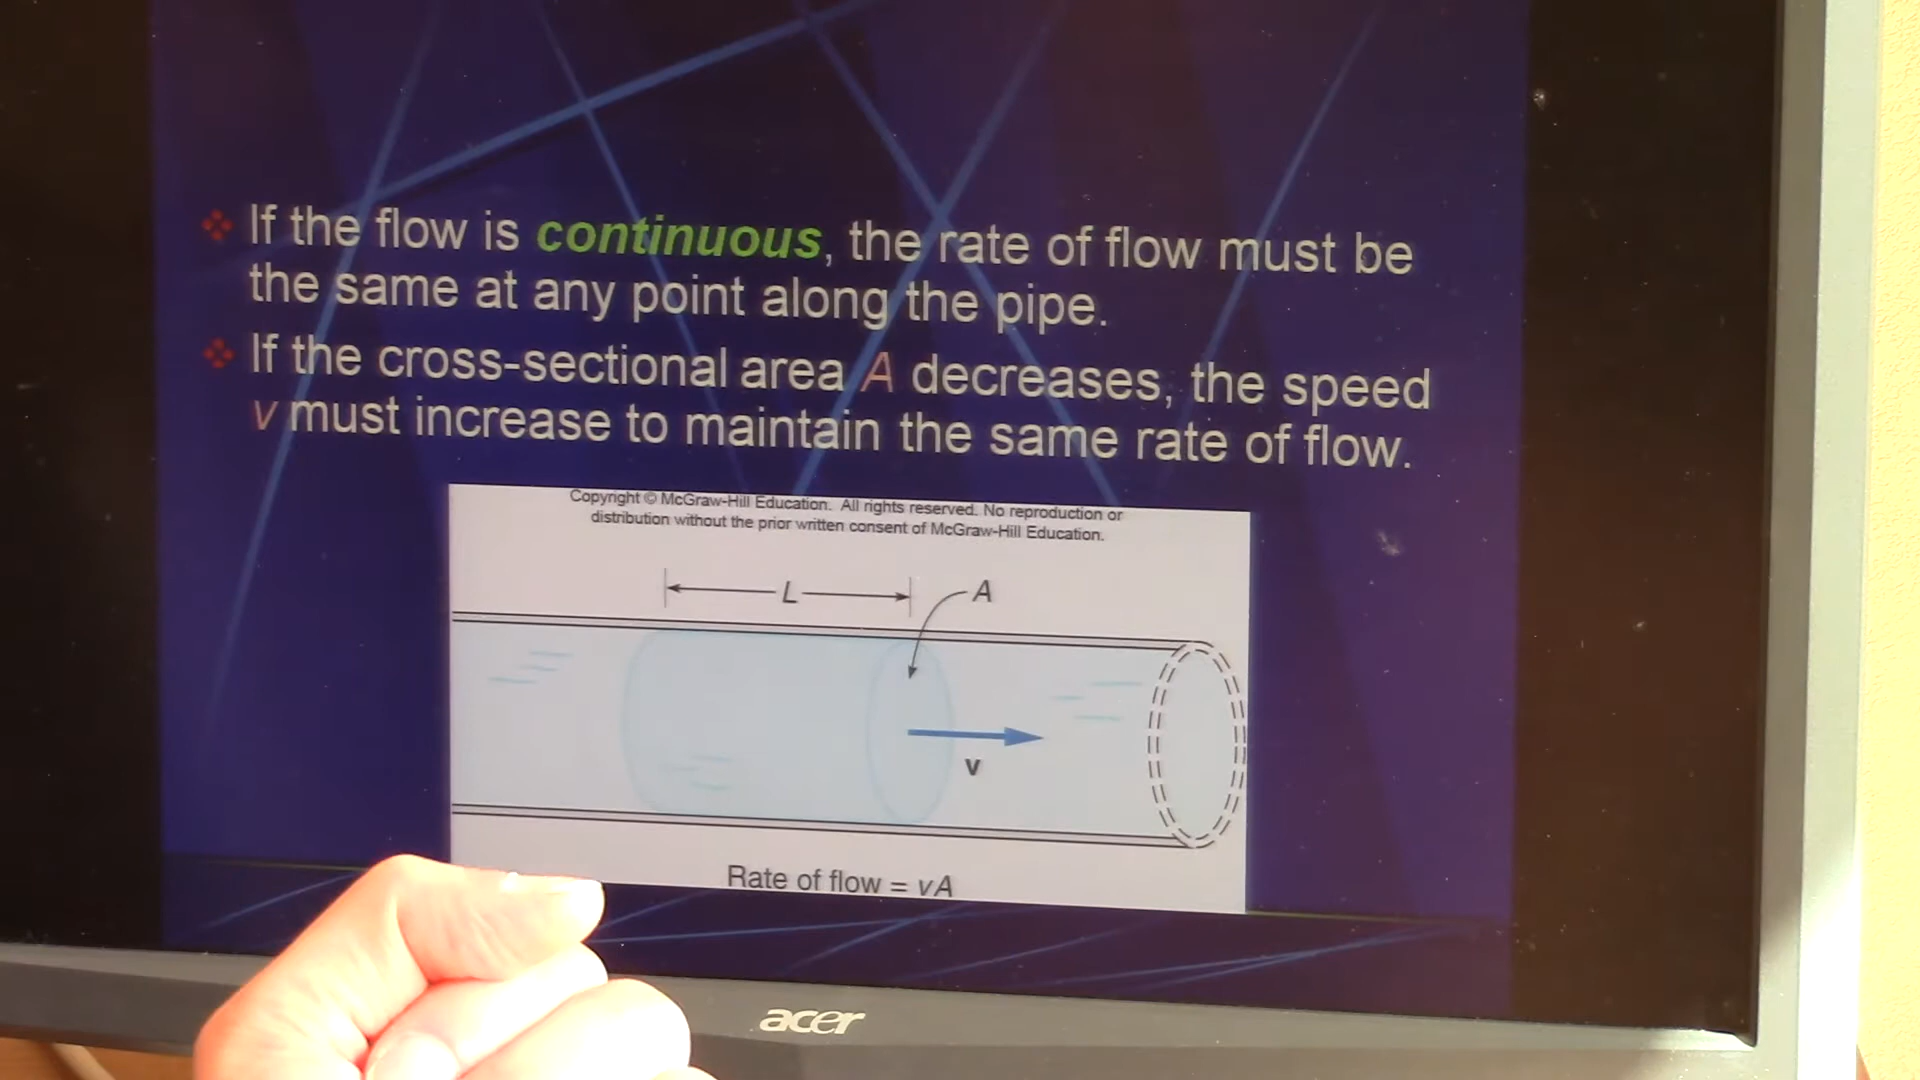 If the flow is continuous, the rate of flow must be
the same at any point along the pipe.
If the cross-sectional area A decreases, the speed
v must increase to maintain the same rate of flow.
Copyright © McGraw-Hill Education. All rights reserved. No reproduction or
distribution without the prior written consent of McGraw-Hill Education.
L
A
v
Rate of flow = vA
acer